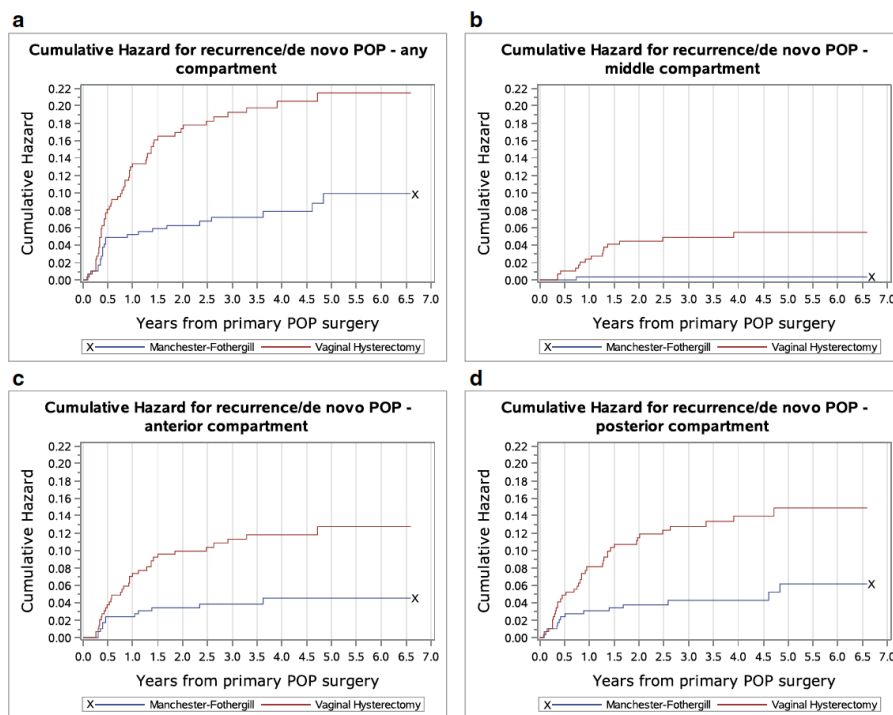 a
Cumulative Hazard for recurrence/de novo POP - any
compartment
0.22
0.20
0.18
0.16
0.14
0.12
0.10
0.08
0.06
0.04
0.02
0.00
Cumulative Hazard
X
0.0 0.5 1.0 1.5 2.0 2.5 3.0 3.5 4.0 4.5 5.0 5.5 6.0 6.5 7.0
Years from primary POP surgery
X Manchester-Fothergill Vaginal Hysterectomy
b
Cumulative Hazard for recurrence/de novo POP -
middle compartment
0.22
0.20
0.18
0.16
0.14
0.12
0.10
0.08
0.06
0.04
0.02
0.00
Cumulative Hazard
X
0.0 0.5 1.0 1.5 2.0 2.5 3.0 3.5 4.0 4.5 5.0 5.5 6.0 6.5 7.0
Years from primary POP surgery
X Manchester-Fothergill Vaginal Hysterectomy
c
Cumulative Hazard for recurrence/de novo POP -
anterior compartment
0.22
0.20
0.18
0.16
0.14
0.12
0.10
0.08
0.06
0.04
0.02
0.00
Cumulative Hazard
X
0.0 0.5 1.0 1.5 2.0 2.5 3.0 3.5 4.0 4.5 5.0 5.5 6.0 6.5 7.0
Years from primary POP surgery
X Manchester-Fothergill Vaginal Hysterectomy
d
Cumulative Hazard for recurrence/de novo POP -
posterior compartment
0.22
0.20
0.18
0.16
0.14
0.12
0.10
0.08
0.06
0.04
0.02
0.00
Cumulative Hazard
X
0.0 0.5 1.0 1.5 2.0 2.5 3.0 3.5 4.0 4.5 5.0 5.5 6.0 6.5 7.0
Years from primary POP surgery
X Manchester-Fothergill Vaginal Hysterectomy